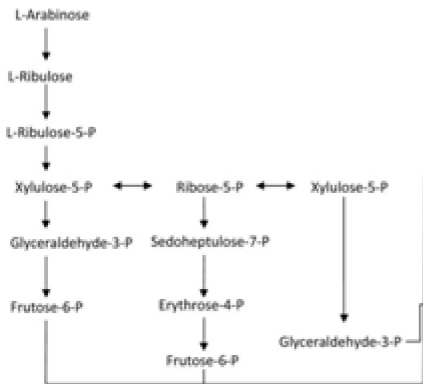 L-Arabinose
L-Ribulose
L-Ribulose-5-P
Xylulose-5-P Ribose-5-P Xylulose-5-P
Glyceraldehyde-3-P Sedoheptulose-7-P
Frutose-6-P Erythrose-4-P
Glyceraldehyde-3-P
Frutose-6-P